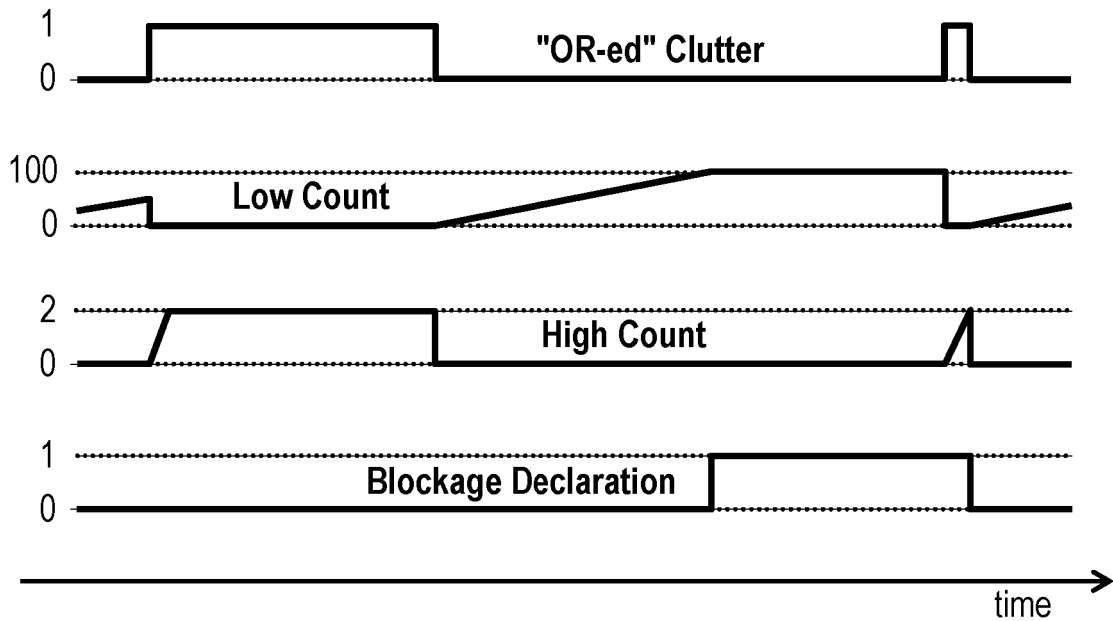 1
"OR-ed" Clutter
0
100
Low Count
0
2
High Count
0
1
Blockage Declaration
0
time